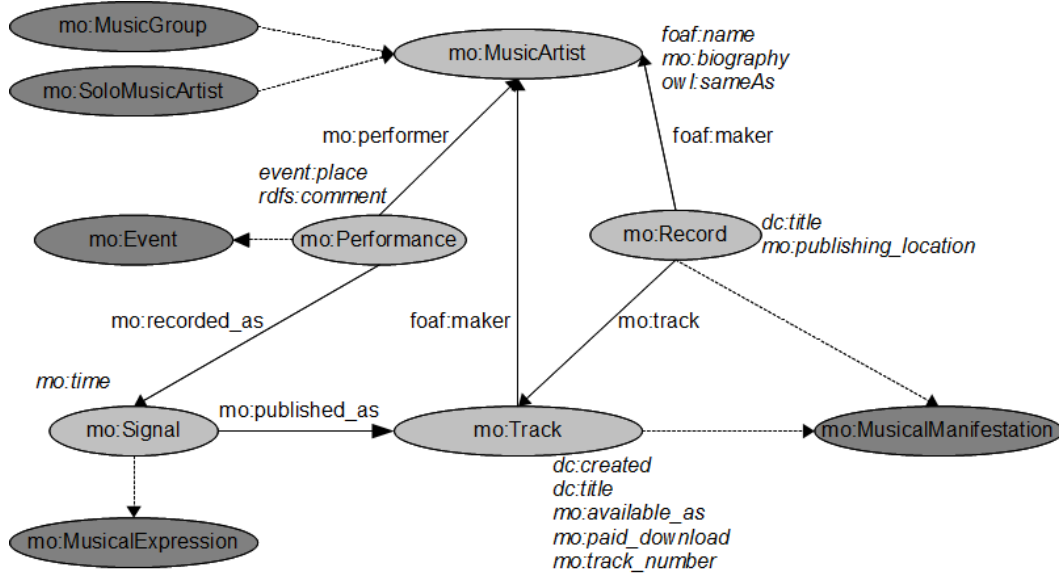 mo:MusicGroup
mo:MusicArtist
foaf:name
mo:biography
owl:sameAs
mo:SoloMusicArtist
mo:performer
foaf:maker
event:place
rdfs:comment
mo:Event
mo:Performance
mo:Record
dc:title
mo:publishing_location
mo:recorded_as
foaf:maker
mo:track
mo:time
mo:Signal
mo:published_as
mo:Track
mo:MusicalManifestation
dc:created
dc:title
mo:available_as
mo:paid_download
mo:track_number
mo:MusicalExpression